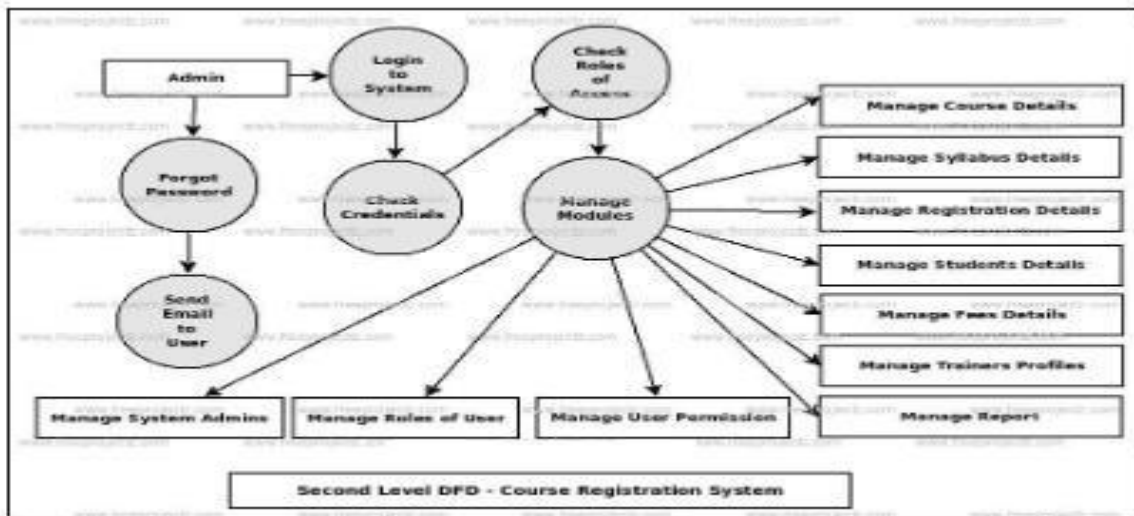 Admin
Login
to
System
Check
Roles
of
Access
Forgot
Password
Check
Credentials
Manage
Modules
Send
Email
to
User
Manage Course Details
Manage Syllabus Details
Manage Registration Details
Manage Students Details
Manage Fees Details
Manage Trainers Profiles
Manage Report
Manage System Admins
Manage Roles of User
Manage User Permission
Second Level DFD - Course Registration System